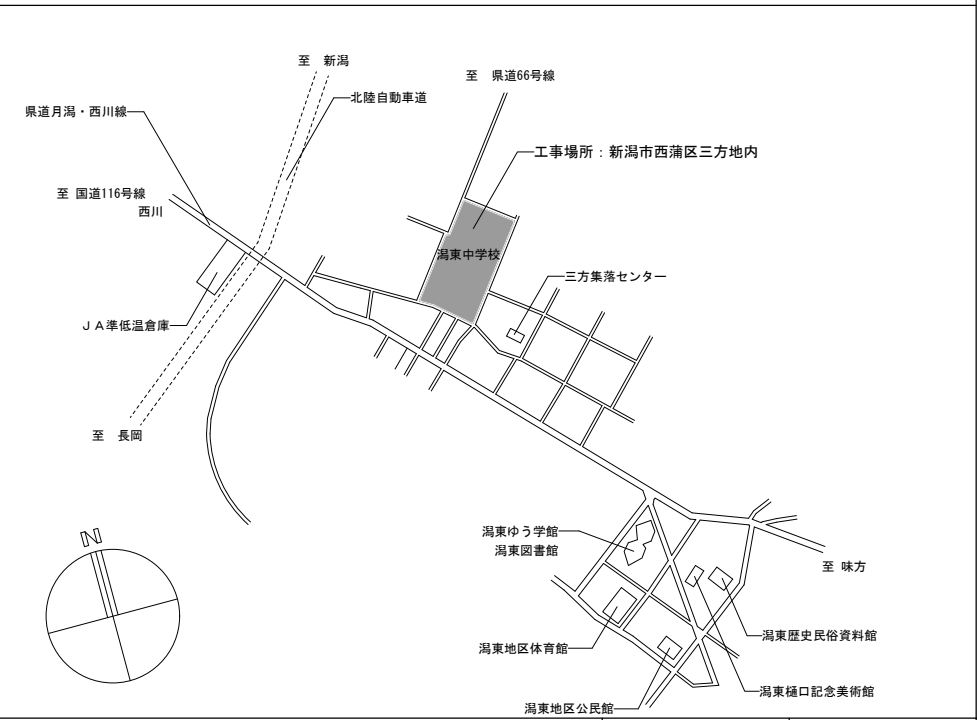 至　新潟
至　県道66号線
北陸自動車道
県道月潟・西川線
工事場所：新潟市西蒲区三方地内
至 国道116号線
西川
潟東中学校
三方集落センター
ＪＡ準低温倉庫
至　長岡
N
潟東ゆう学館
潟東図書館
至 味方
潟東歴史民俗資料館
潟東地区体育館
潟東樋口記念美術館
潟東地区公民館